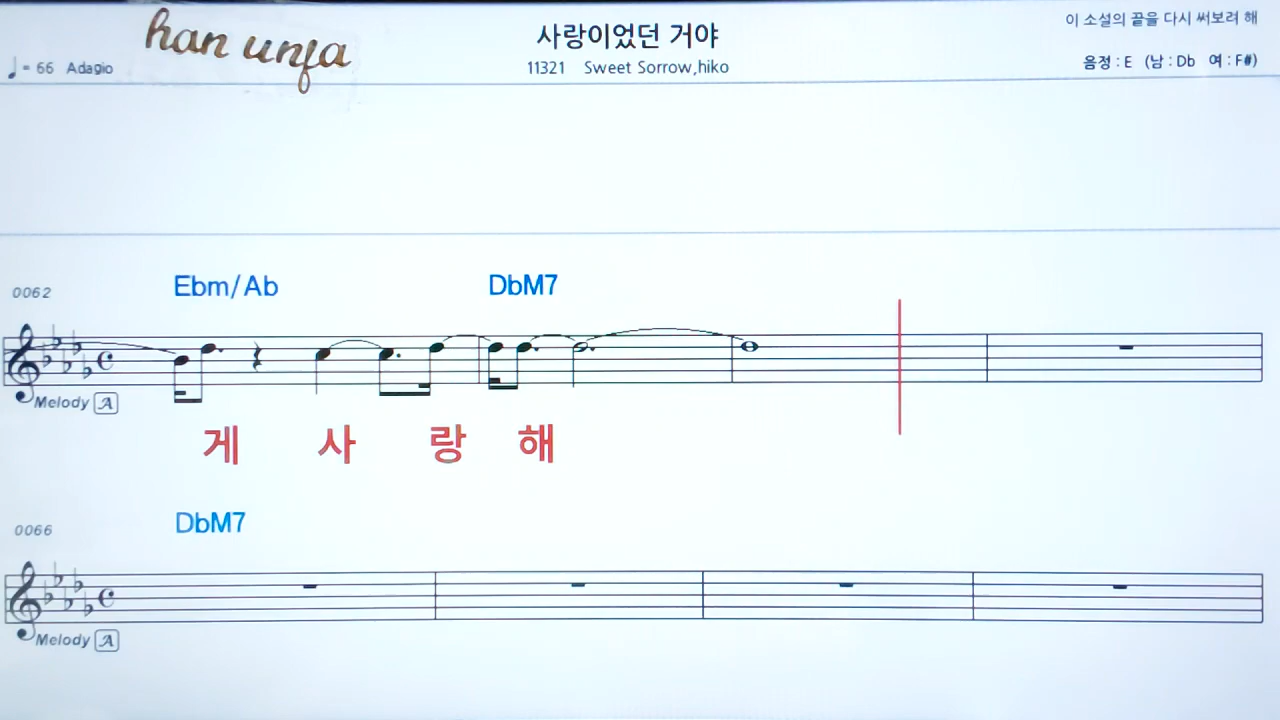 han unfa
사랑이었던 거야
이 소설의 끝을 다시 써보려 해
♩= 66 Adagio
11321 Sweet Sorrow,hiko
음정 : E (남 : Db 여 : F#)
0062
Ebm/Ab DbM7
Melody A
게 사 랑 해
0066
DbM7
Melody A